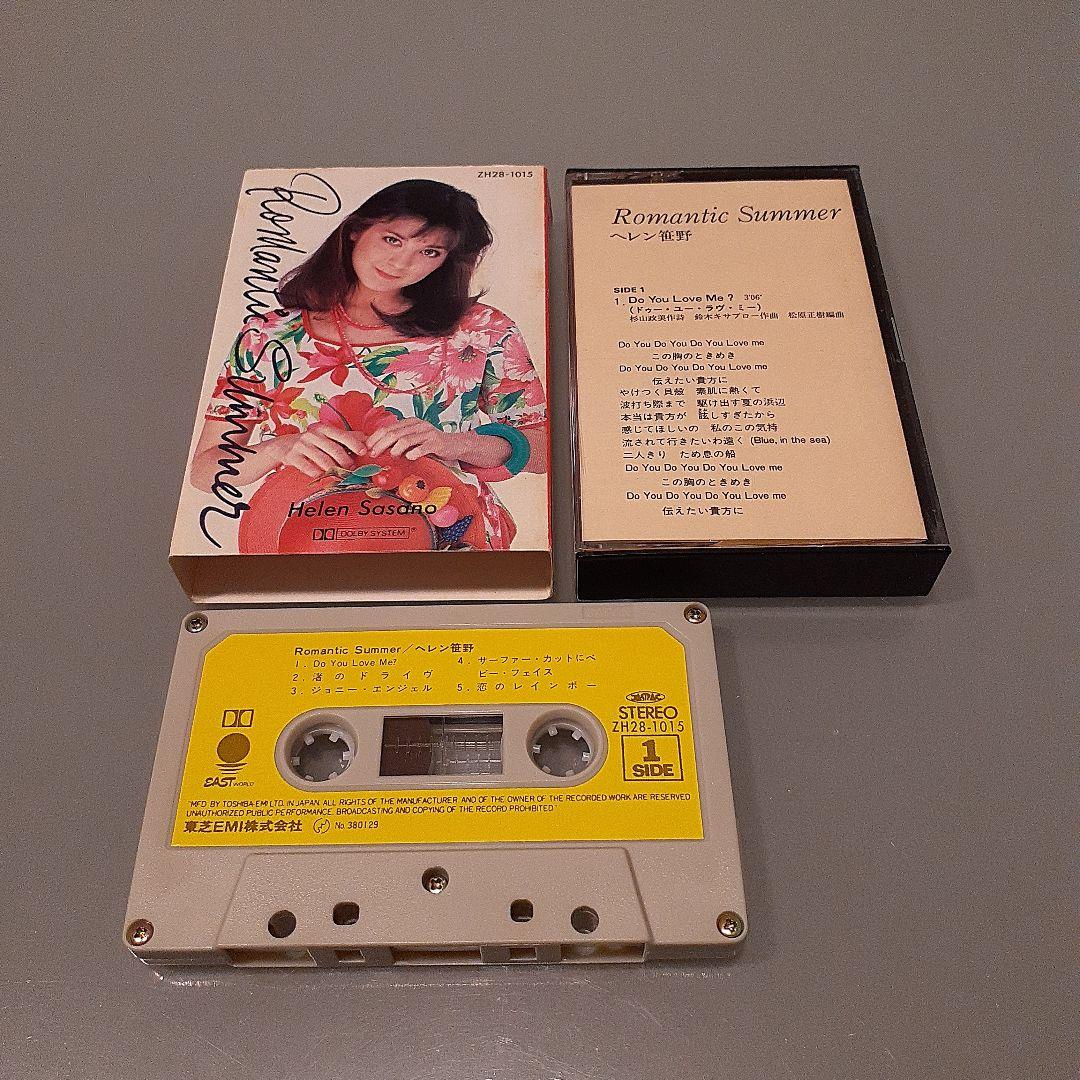 ZH28-1015
Romantic Summer
Helen Sasano
DOLBY SYSTEM®
Romantic Summer
ヘレン笹野
SIDE 1
1. Do You Love Me ? 3'06"
(ドゥー・ユー・ラヴ・ミー)
杉山政美作詩 鈴木キサブロー作曲 松原正樹編曲
Do You Do You Do You Love me
この胸のときめき
Do You Do You Do You Love me
伝えたい貴方に
やけつく貝殻 素肌に熱くて
波打ち際まで 駆け出す夏の浜辺
本当は貴方が 眩しすぎたから
感じてほしいの 私のこの気持
流されて行きたいわ遠く (Blue, in the sea)
二人きり ため息の船
Do You Do You Do You Love me
この胸のときめき
Do You Do You Do You Love me
伝えたい貴方に
Romantic Summer/ヘレン笹野
1. Do You Love Me?
2. 渚のドライヴ
3. ジョニー・エンジェル
4. サーファー・カットにベ
ビー・フェイス
5. 恋のレインボー
JASRAC
STEREO
ZH28-1015
1
SIDE
EAST WORLD
"MFD. BY TOSHIBA-EMI LTD. IN JAPAN. ALL RIGHTS OF THE MANUFACTURER AND OF THE OWNER OF THE RECORDED WORK ARE RESERVED
UNAUTHORIZED PUBLIC PERFORMANCE, BROADCASTING AND COPYING OF THE RECORD PROHIBITED"
東芝EMI株式会社 No. 380129